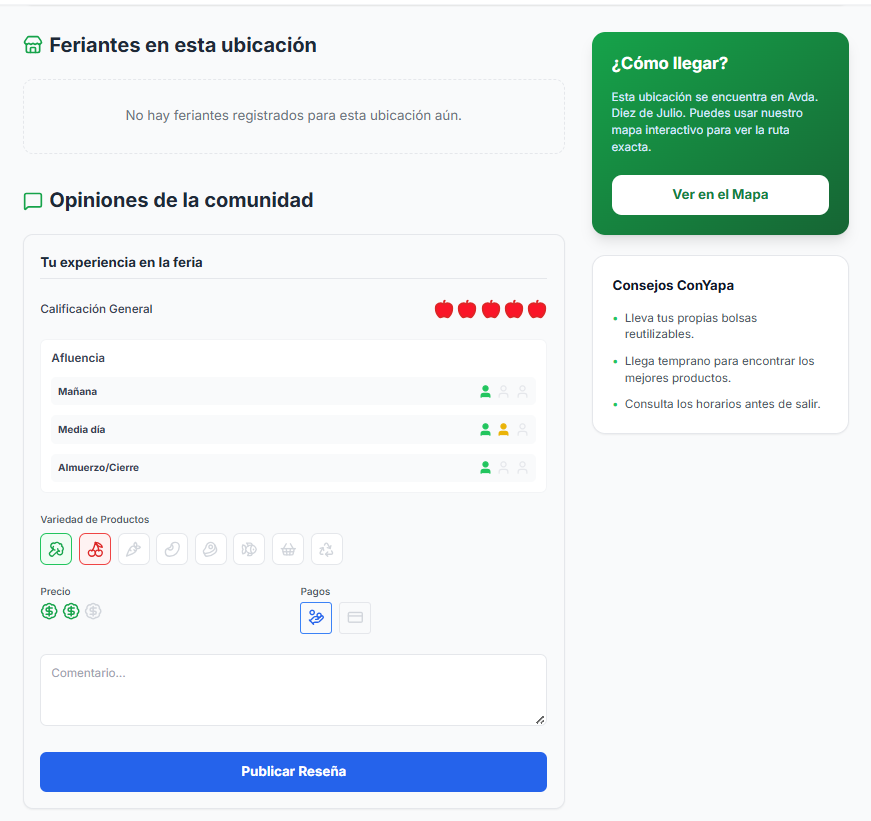 Feriantes en esta ubicación
No hay feriantes registrados para esta ubicación aún.
Opiniones de la comunidad
Tu experiencia en la feria
Calificación General
Afluencia
Mañana
Media día
Almuerzo/Cierre
Variedad de Productos
Precio
Pagos
Comentario...
Publicar Reseña
¿Cómo llegar?
Esta ubicación se encuentra en Avda.
Diez de Julio. Puedes usar nuestro
mapa interactivo para ver la ruta
exacta.
Ver en el Mapa
Consejos ConYapa
• Lleva tus propias bolsas
reutilizables.
• Llega temprano para encontrar los
mejores productos.
• Consulta los horarios antes de salir.